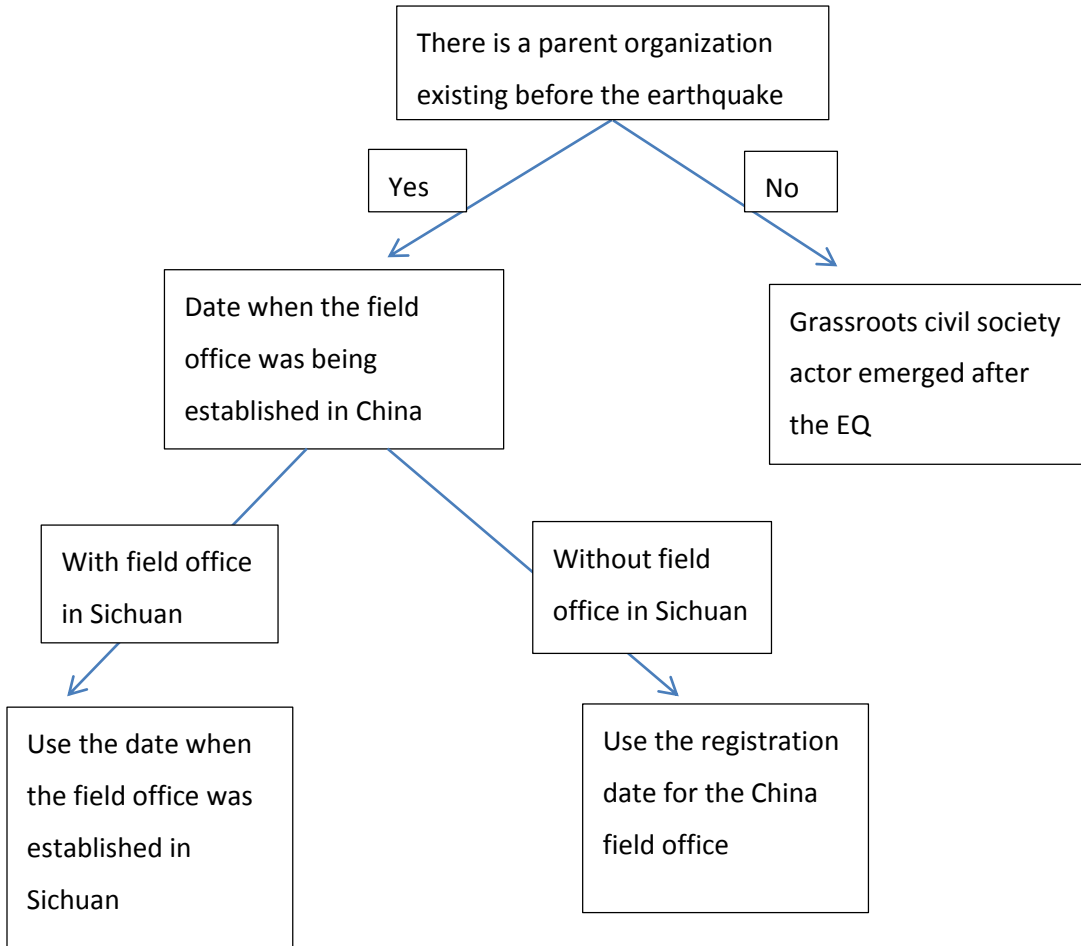 There is a parent organization
existing before the earthquake
Yes
No
Date when the field
office was being
established in China
Grassroots civil society
actor emerged after
the EQ
With field office
in Sichuan
Without field
office in Sichuan
Use the date when
the field office was
established in
Sichuan
Use the registration
date for the China
field office